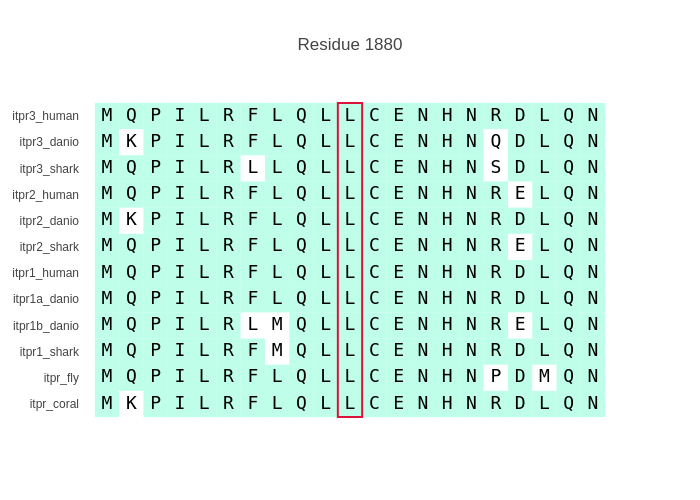 Residue 1880
itpr3_human M Q P I L R F L Q L L C E N H N R D L Q N
itpr3_danio M K P I L R F L Q L L C E N H N Q D L Q N
itpr3_shark M Q P I L R L L Q L L C E N H N S D L Q N
itpr2_human M Q P I L R F L Q L L C E N H N R E L Q N
itpr2_danio M K P I L R F L Q L L C E N H N R D L Q N
itpr2_shark M Q P I L R F L Q L L C E N H N R E L Q N
itpr1_human M Q P I L R F L Q L L C E N H N R D L Q N
itpr1a_danio M Q P I L R F L Q L L C E N H N R D L Q N
itpr1b_danio M Q P I L R L M Q L L C E N H N R E L Q N
itpr1_shark M Q P I L R F M Q L L C E N H N R D L Q N
itpr_fly M Q P I L R F L Q L L C E N H N P D M Q N
itpr_coral M K P I L R F L Q L L C E N H N R D L Q N